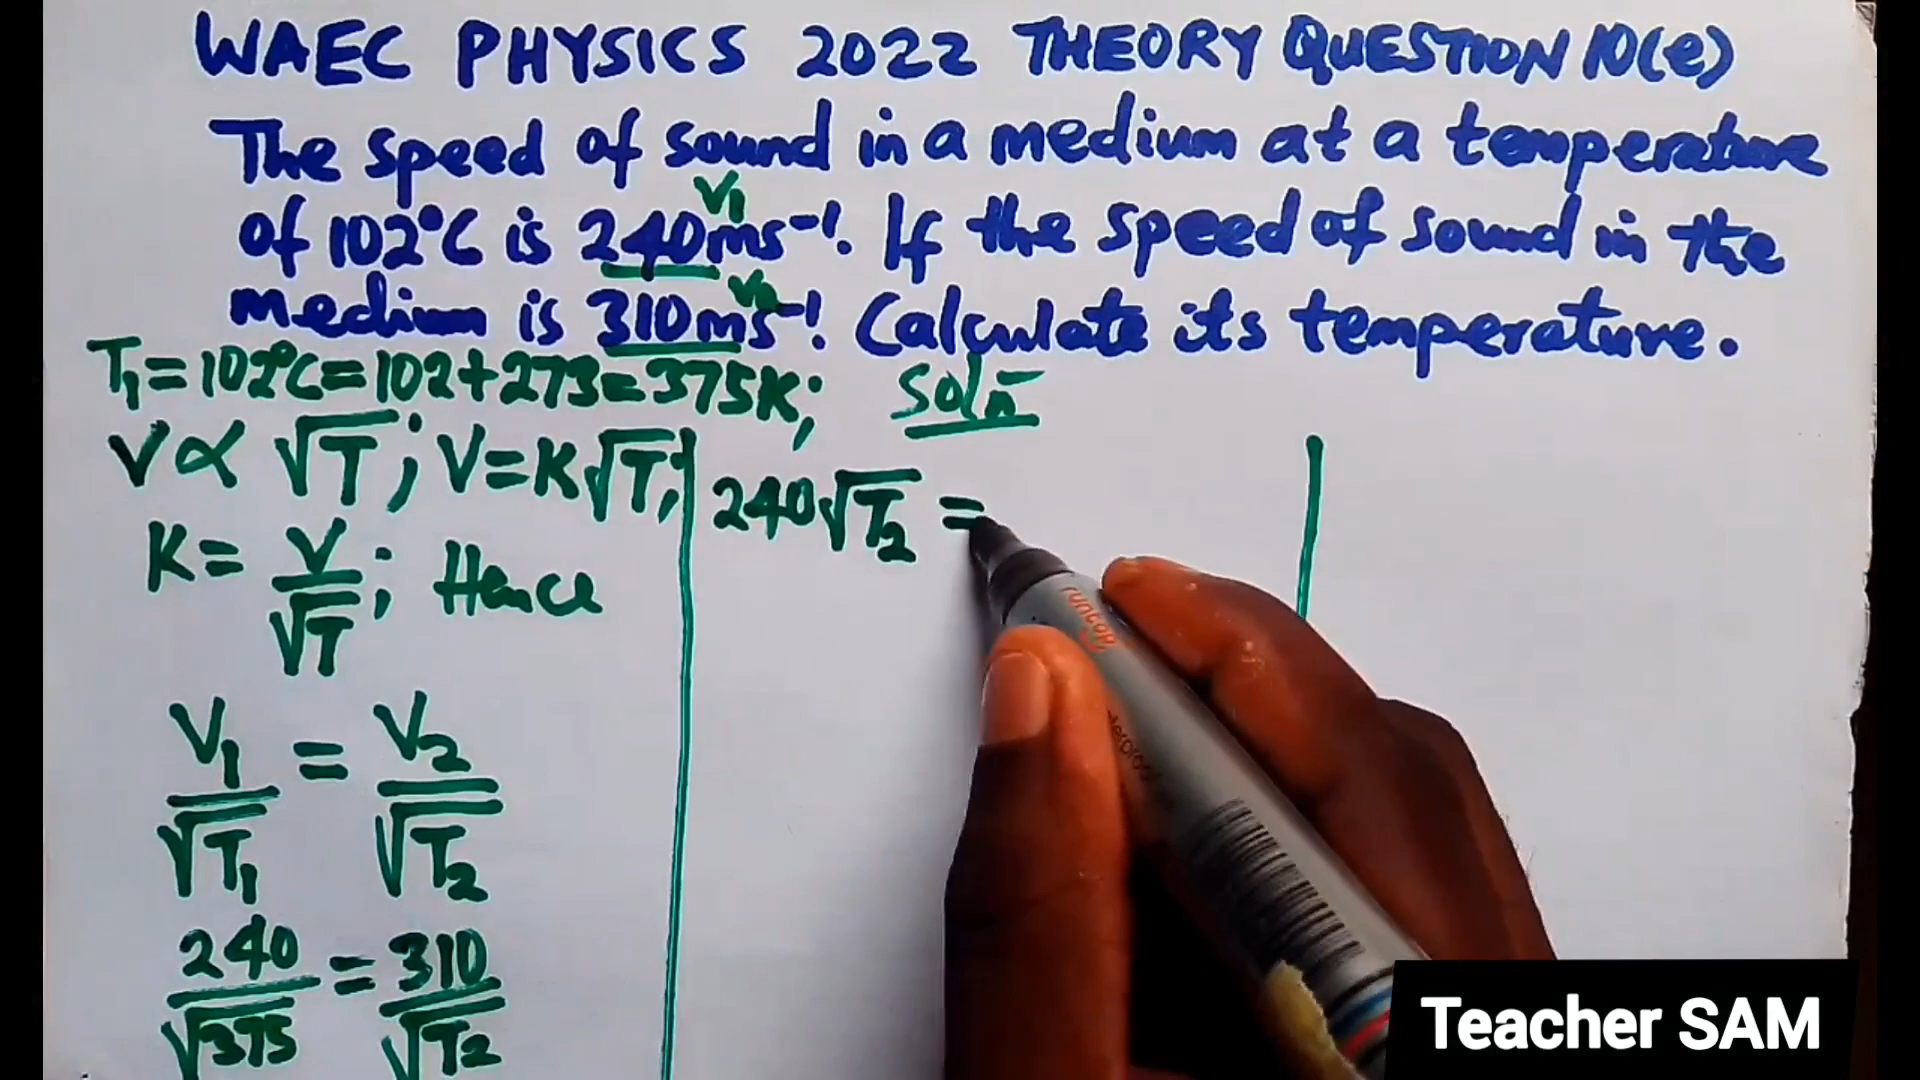 WAEC PHYSICS 2022 THEORY QUESTION 10(e)
The speed of sound in a medium at a temperature
of 102°C is 240ms⁻¹. If the speed of sound in the
V₁
medium is 310ms⁻¹. Calculate its temperature.
T₁=102°C=102+273=375K;
Solñ
V∝ √T; V=K√T;
K= V/√T; Hence
V₁/√T₁ = V₂/√T₂
240/√375 = 310/√T₂
240√T₂ =
runtop
Teacher SAM